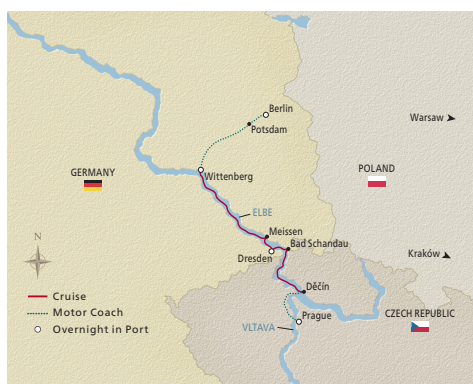 Berlin
Potsdam
Warsaw
GERMANY
Wittenberg
POLAND
ELBE
Meissen
Bad Schandau
Dresden
Kraków
N
Děčín
Cruise
Motor Coach
Overnight in Port
Prague
CZECH REPUBLIC
VLTAVA